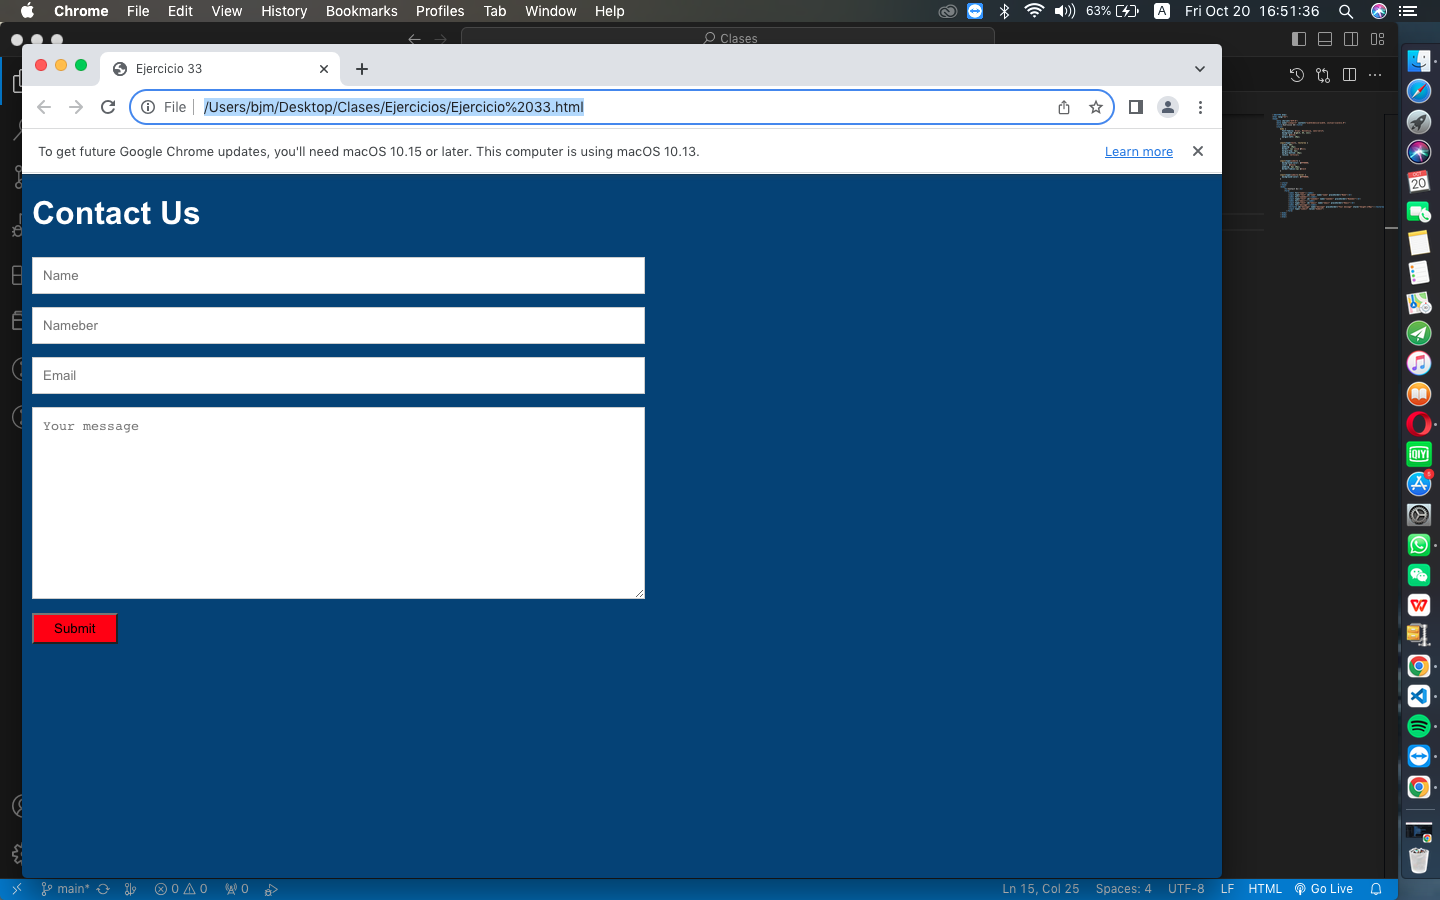 Chrome File Edit View History Bookmarks Profiles Tab Window Help 63% A Fri Oct 20 16:51:36
Clases
Ejercicio 33
File /Users/bjm/Desktop/Clases/Ejercicios/Ejercicio%2033.html
To get future Google Chrome updates, you'll need macOS 10.15 or later. This computer is using macOS 10.13. Learn more
Contact Us
Name
Nameber
Email
Your message
Submit
OCT
20
QIY
main* 0 0 0 Ln 15, Col 25 Spaces: 4 UTF-8 LF HTML Go Live